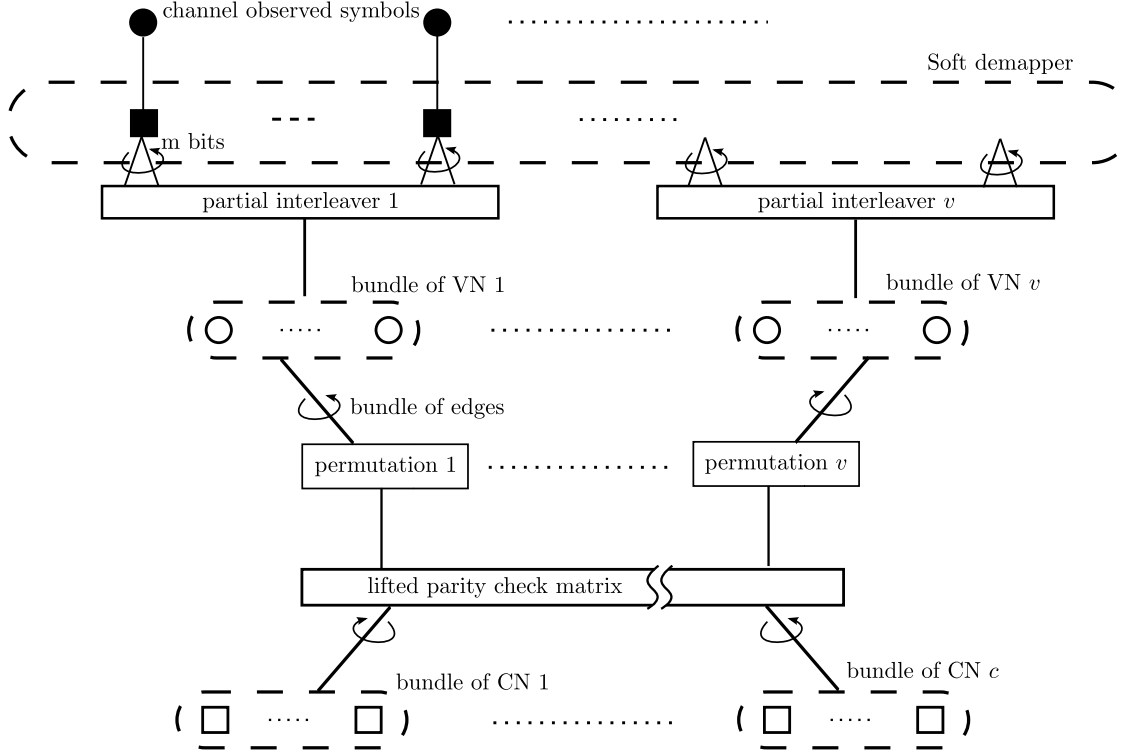 channel observed symbols
Soft demapper
m bits
partial interleaver 1
partial interleaver v
bundle of VN 1
bundle of VN v
bundle of edges
permutation 1
permutation v
lifted parity check matrix
bundle of CN 1
bundle of CN c